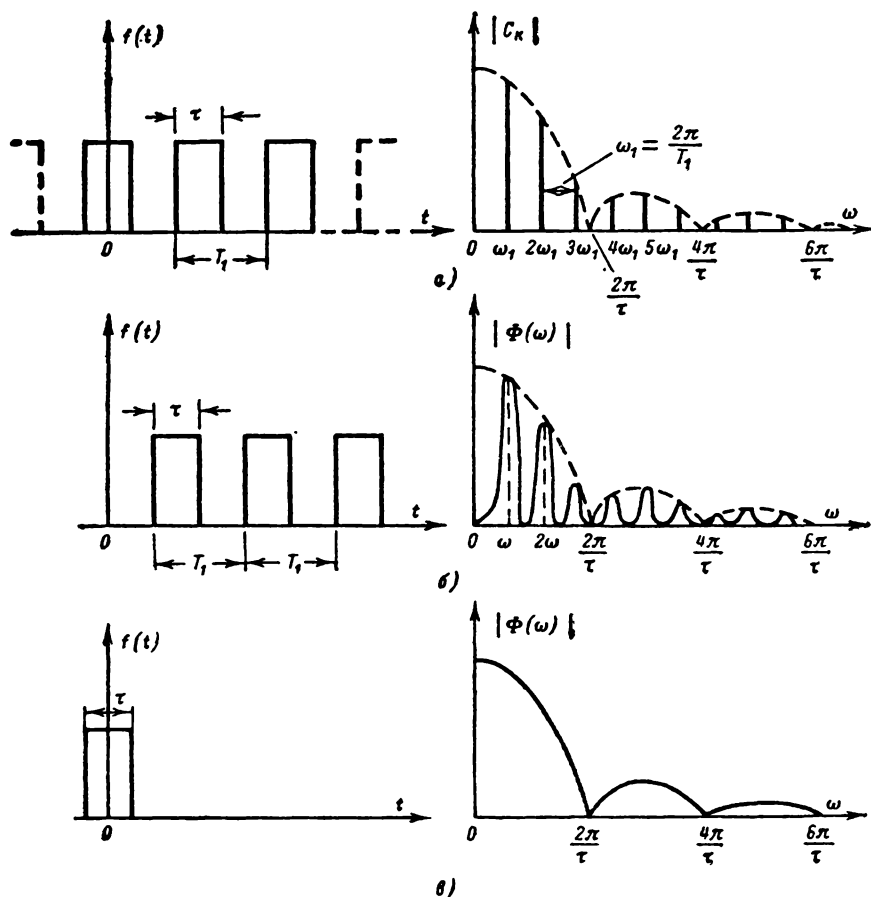 f(t)
τ
T₁
t
0
|Cк|
ω₁ = 2π/T₁
ω
0 ω₁ 2ω₁ 3ω₁ 4ω₁ 5ω₁ 4π/τ 6π/τ
2π/τ
а)
f(t)
τ
t
0
T₁ T₁
|Ф(ω)|
ω
0 ω 2ω 2π/τ 4π/τ 6π/τ
б)
f(t)
τ
t
0
|Ф(ω)|
ω
0 2π/τ 4π/τ 6π/τ
в)